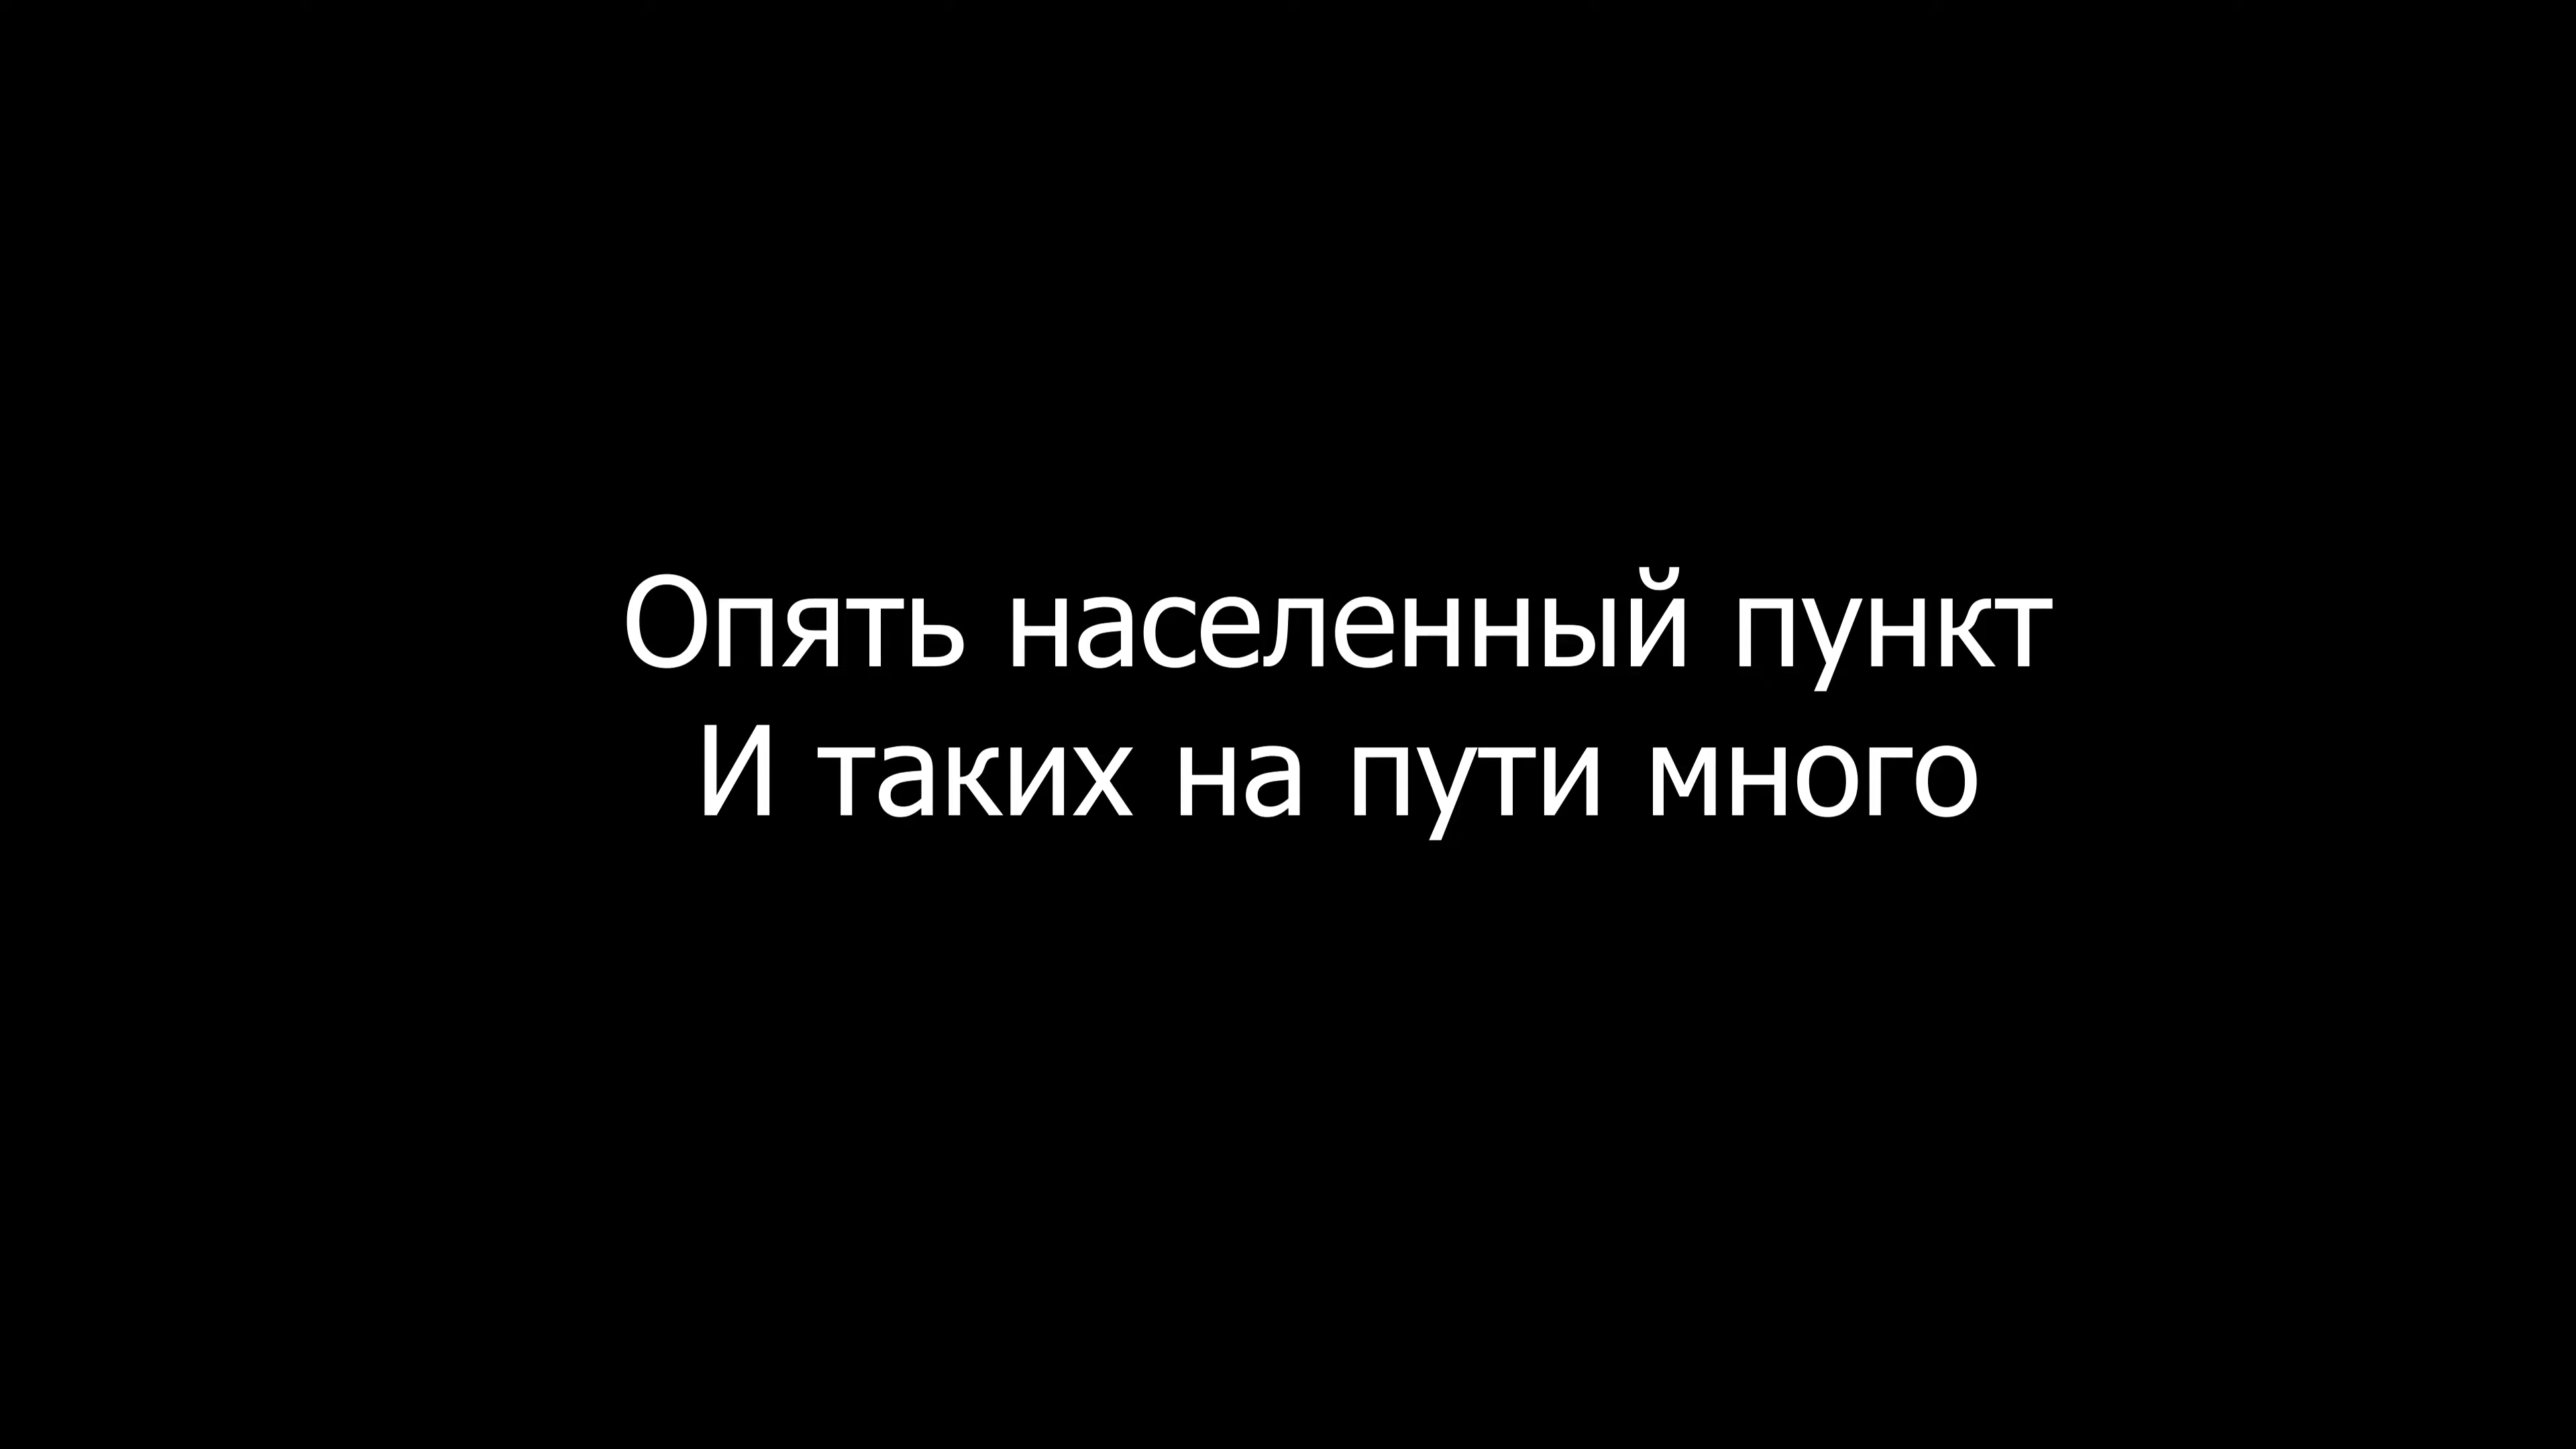 Опять населенный пункт
И таких на пути много